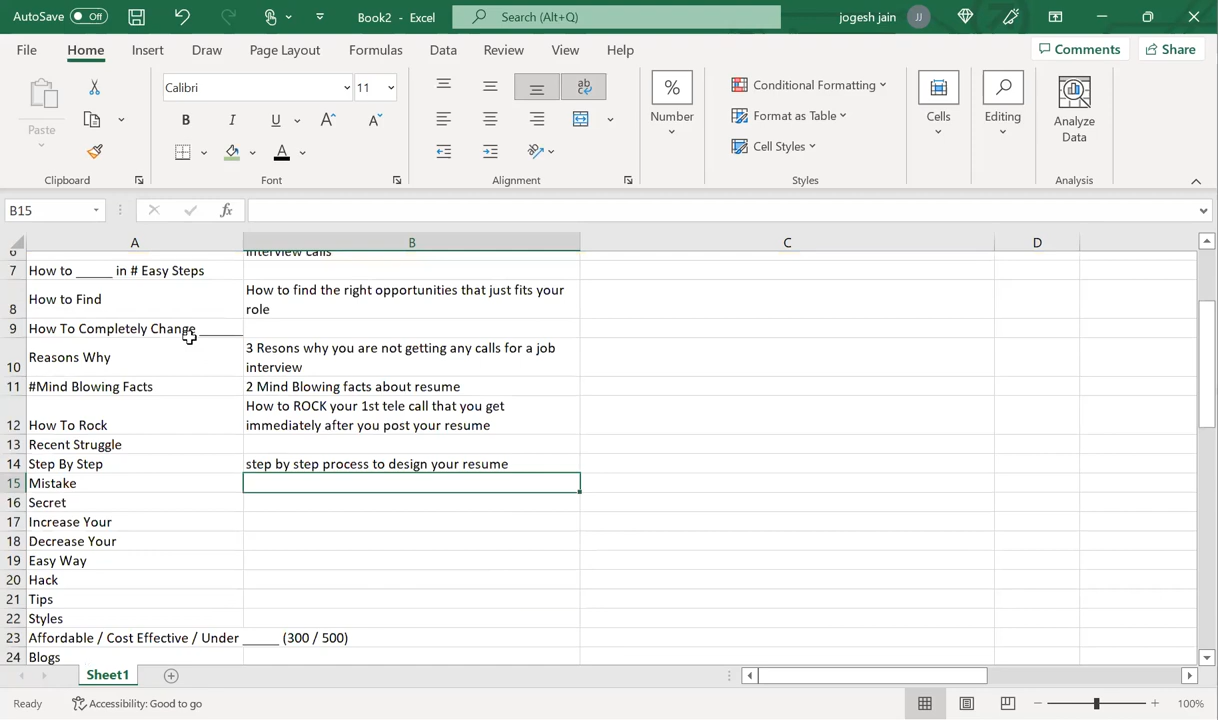 AutoSave Off Book2 - Excel Search (Alt+Q) jogesh jain JJ
File Home Insert Draw Page Layout Formulas Data Review View Help Comments Share
Paste
Clipboard
Calibri 11
B I U A A
A
Font
ab
Alignment
%
Number
Conditional Formatting
Format as Table
Cell Styles
Styles
Cells
Editing
Analyze
Data
Analysis
B15 fx
A B C D
6 interview calls
7 How to _____ in # Easy Steps
8 How to Find How to find the right opportunities that just fits your
role
9 How To Completely Change ______
10 Reasons Why 3 Resons why you are not getting any calls for a job
interview
11 #Mind Blowing Facts 2 Mind Blowing facts about resume
12 How To Rock How to ROCK your 1st tele call that you get
immediately after you post your resume
13 Recent Struggle
14 Step By Step step by step process to design your resume
15 Mistake
16 Secret
17 Increase Your
18 Decrease Your
19 Easy Way
20 Hack
21 Tips
22 Styles
23 Affordable / Cost Effective / Under _____ (300 / 500)
24 Blogs
Sheet1
Ready Accessibility: Good to go 100%